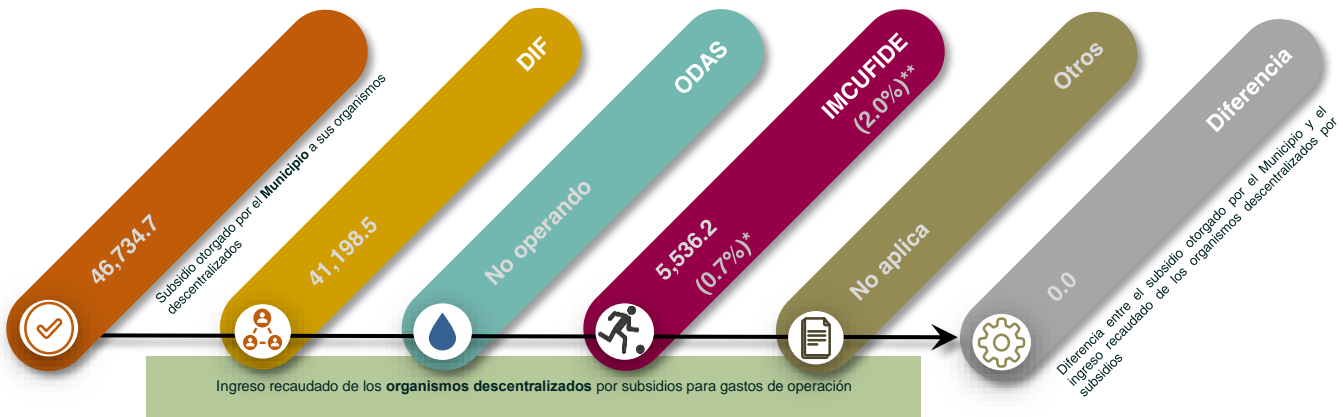 46,734.7
Subsidio otorgado por el Municipio a sus organismos
descentralizados
DIF
41,198.5
ODAS
No operando
IMCUFIDE
(2.0%)**
5,536.2
(0.7%)*
Otros
No aplica
Diferencia
0.0
Diferencia entre el subsidio otorgado por el Municipio y el
ingreso recaudado de los organismos descentralizados por
subsidios
Ingreso recaudado de los organismos descentralizados por subsidios para gastos de operación